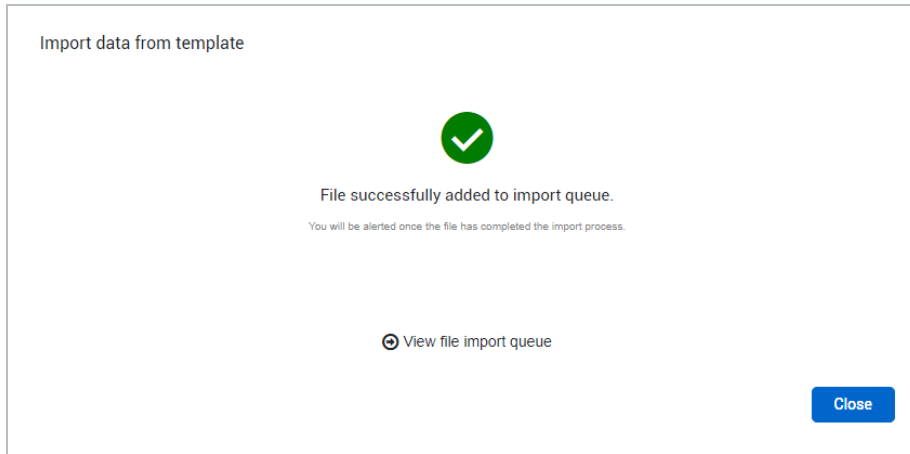 Import data from template
File successfully added to import queue.
You will be alerted once the file has completed the import process.
View file import queue
Close